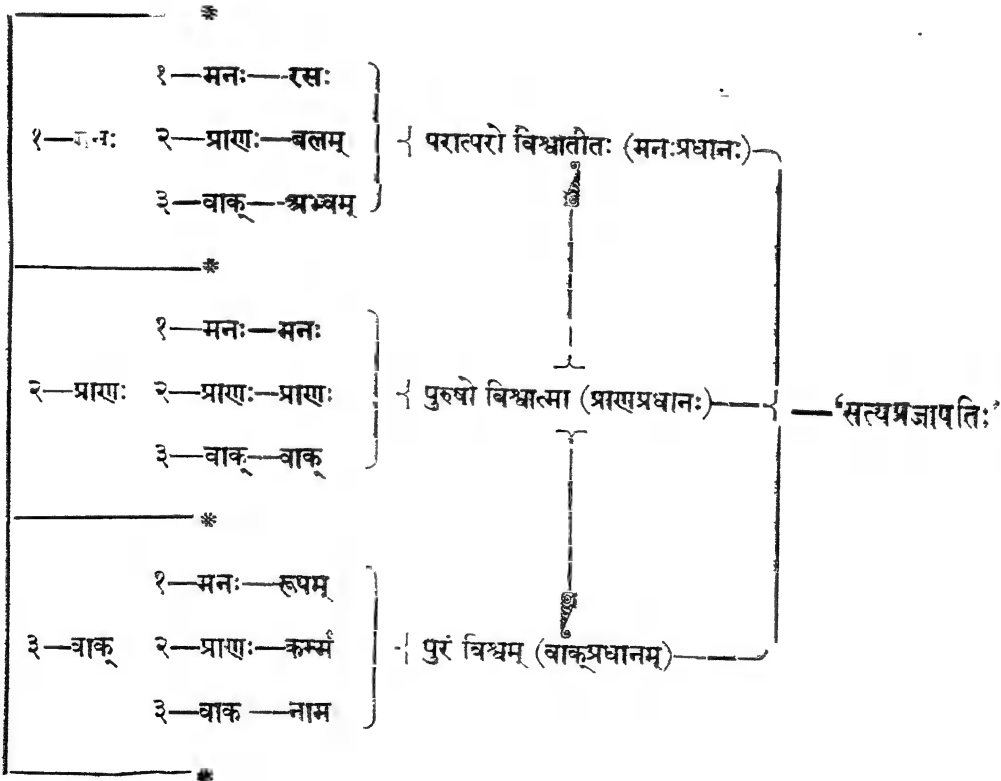 १—मनः—रसः
१—मनः २—प्राणः—बलम् परात्परो विश्वातीतः (मनःप्रधानः)
३—वाक्—अभ्वम्
१—मनः—मनः
२—प्राणः २—प्राणः—प्राणः पुरुषो विश्वात्मा (प्राणप्रधानः) —‘सत्यप्रजापतिः’
३—वाक्—वाक्
१—मनः—रूपम्
३—वाक् २—प्राणः—कर्म्म पुरं विश्वम् (वाक्प्रधानम्)
३—वाक—नाम